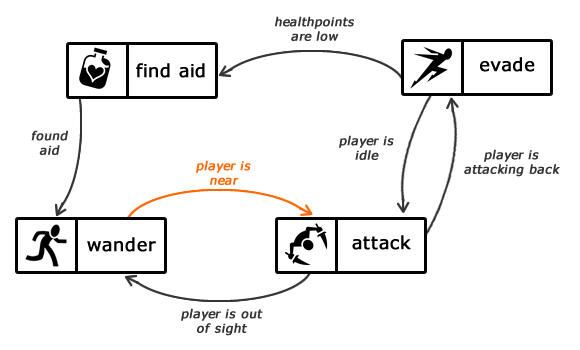 healthpoints
are low
find aid
evade
found
aid
player is
idle
player is
attacking back
player is
near
wander
attack
player is out
of sight